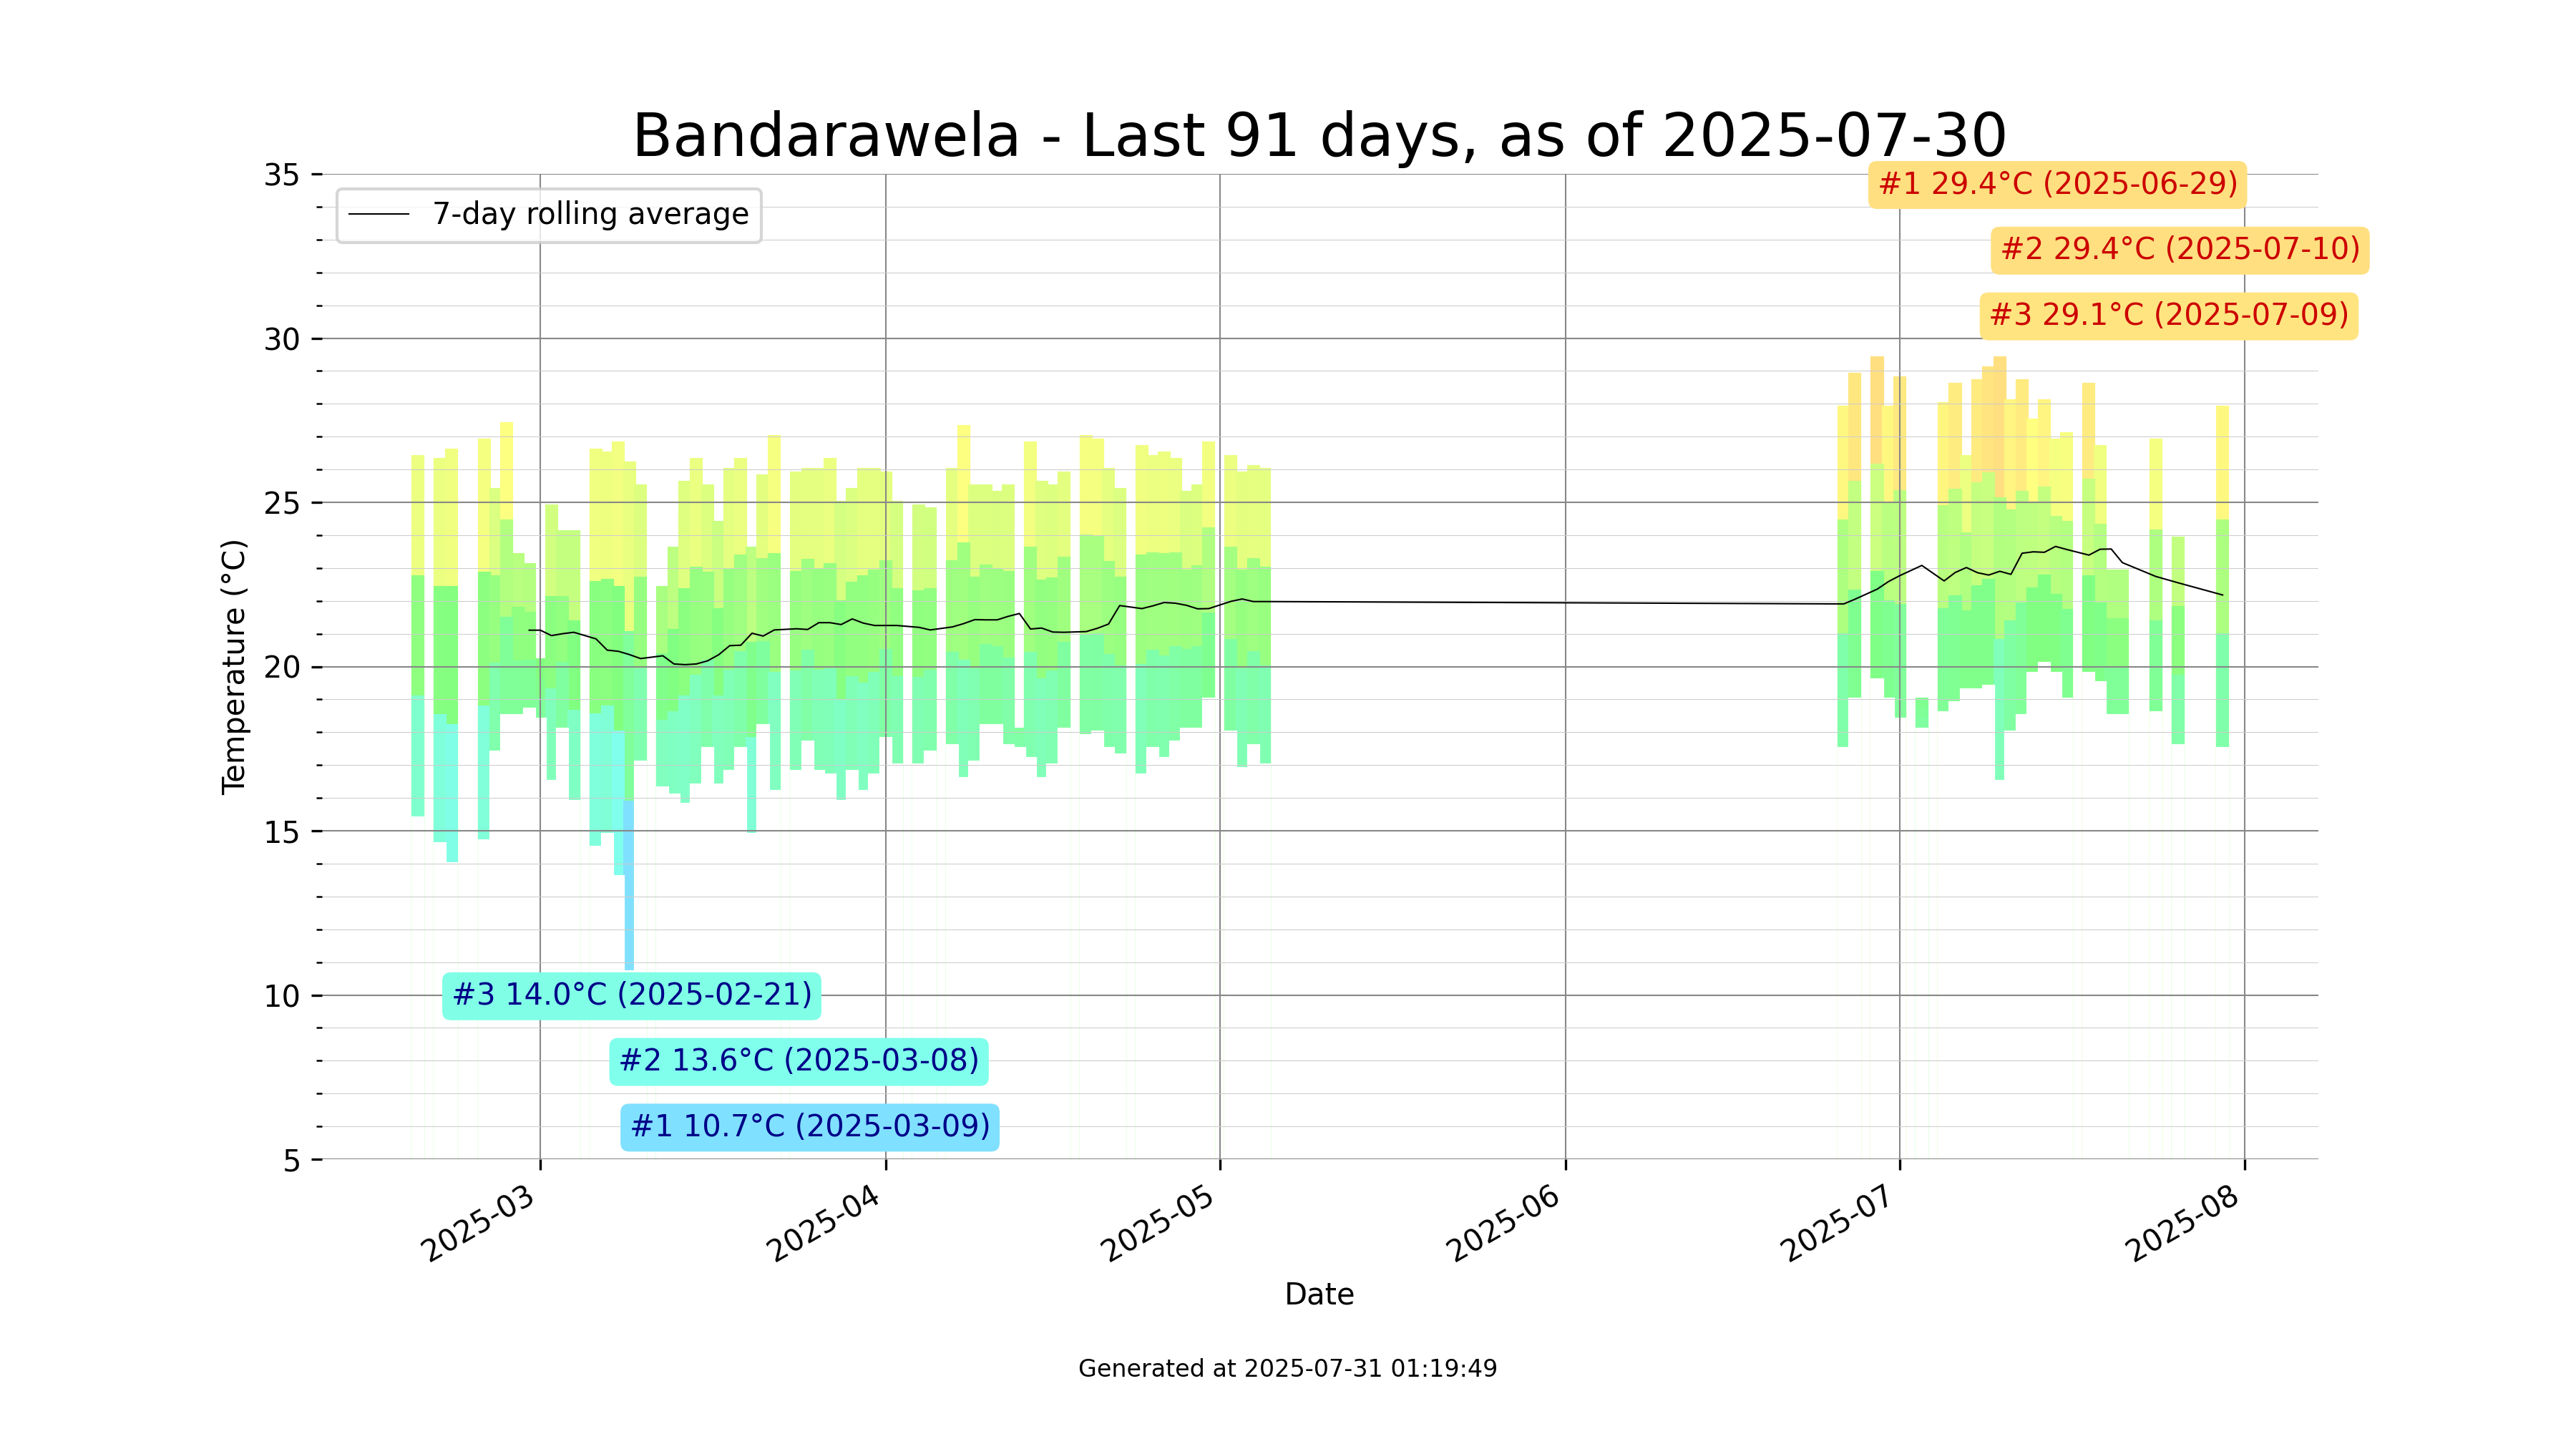 Bandarawela - Last 91 days, as of 2025-07-30
35
30
25
20
15
10
5
Temperature (°C)
7-day rolling average
#1 29.4°C (2025-06-29)
#2 29.4°C (2025-07-10)
#3 29.1°C (2025-07-09)
#3 14.0°C (2025-02-21)
#2 13.6°C (2025-03-08)
#1 10.7°C (2025-03-09)
2025-03
2025-04
2025-05
2025-06
2025-07
2025-08
Date
Generated at 2025-07-31 01:19:49